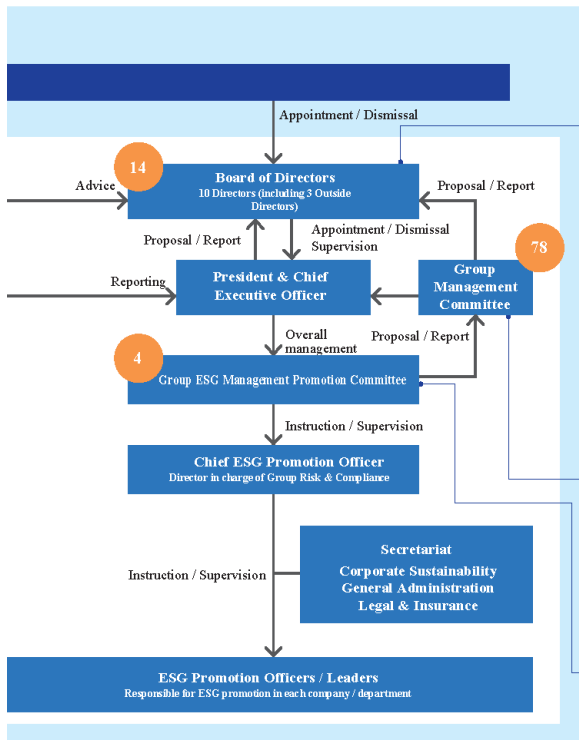 Appointment / Dismissal
14
Board of Directors
10 Directors (including 3 Outside
Directors)
Advice
Proposal / Report
Proposal / Report
Appointment / Dismissal
Supervision
78
Reporting
President & Chief
Executive Officer
Group
Management
Committee
Overall
management
Proposal / Report
4
Group ESG Management Promotion Committee
Instruction / Supervision
Chief ESG Promotion Officer
Director in charge of Group Risk & Compliance
Instruction / Supervision
Secretariat
Corporate Sustainability
General Administration
Legal & Insurance
ESG Promotion Officers / Leaders
Responsible for ESG promotion in each company / department